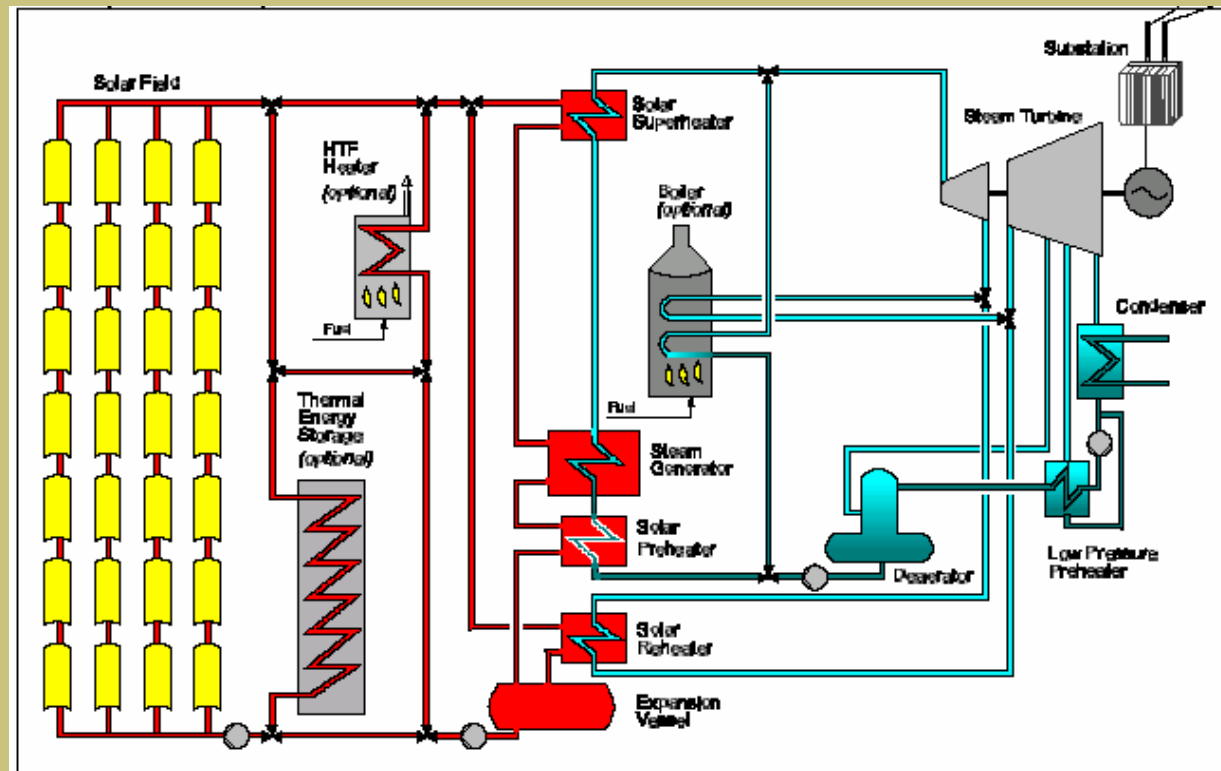 Substation
Solar Field
Solar
Superheater
Steam Turbine
HTF
Heater
(optional)
Boiler
(optional)
Condenser
Fuel
Thermal
Energy
Storage
(optional)
Fuel
Steam
Generator
Solar
Preheater
Low Pressure
Preheater
Deaerator
Solar
Reheater
Expansion
Vessel